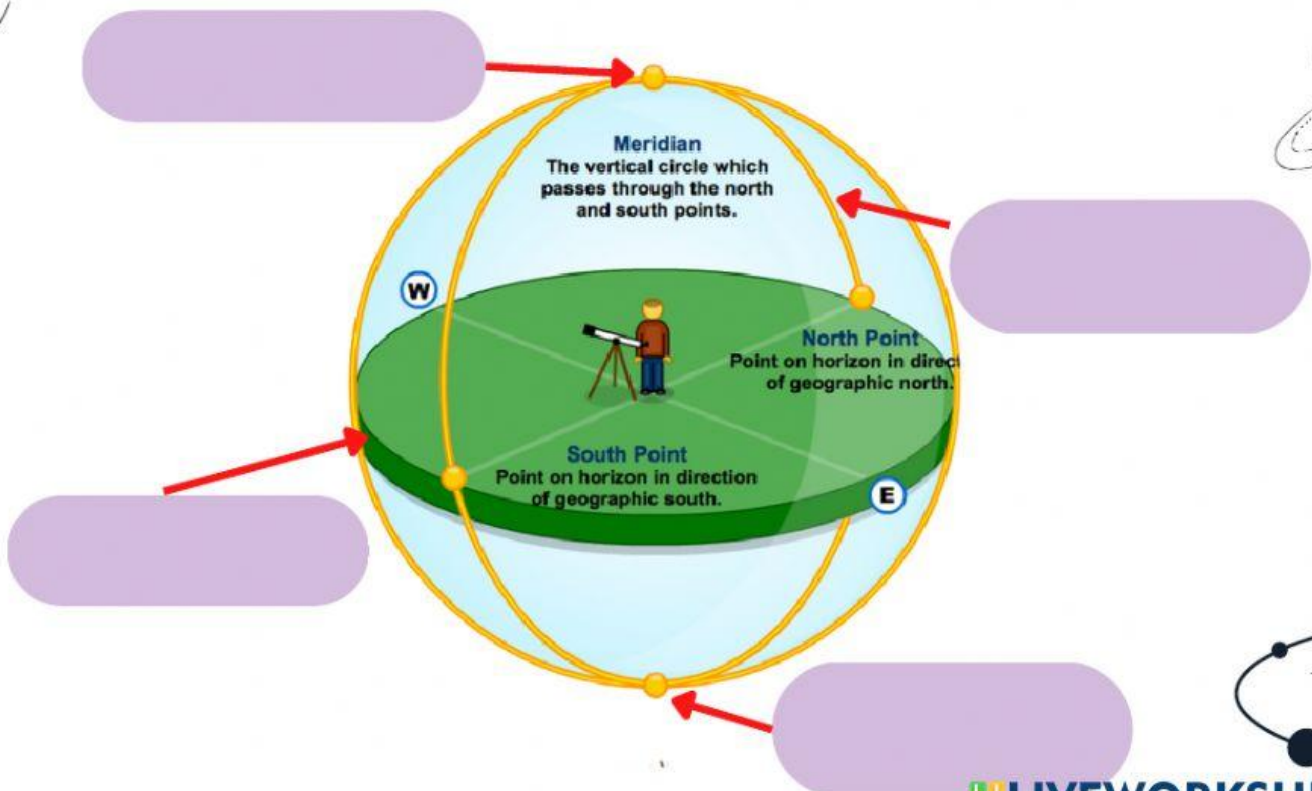 Meridian
The vertical circle which
passes through the north
and south points.
W
North Point
Point on horizon in direct
of geographic north.
South Point
Point on horizon in direction
of geographic south.
E